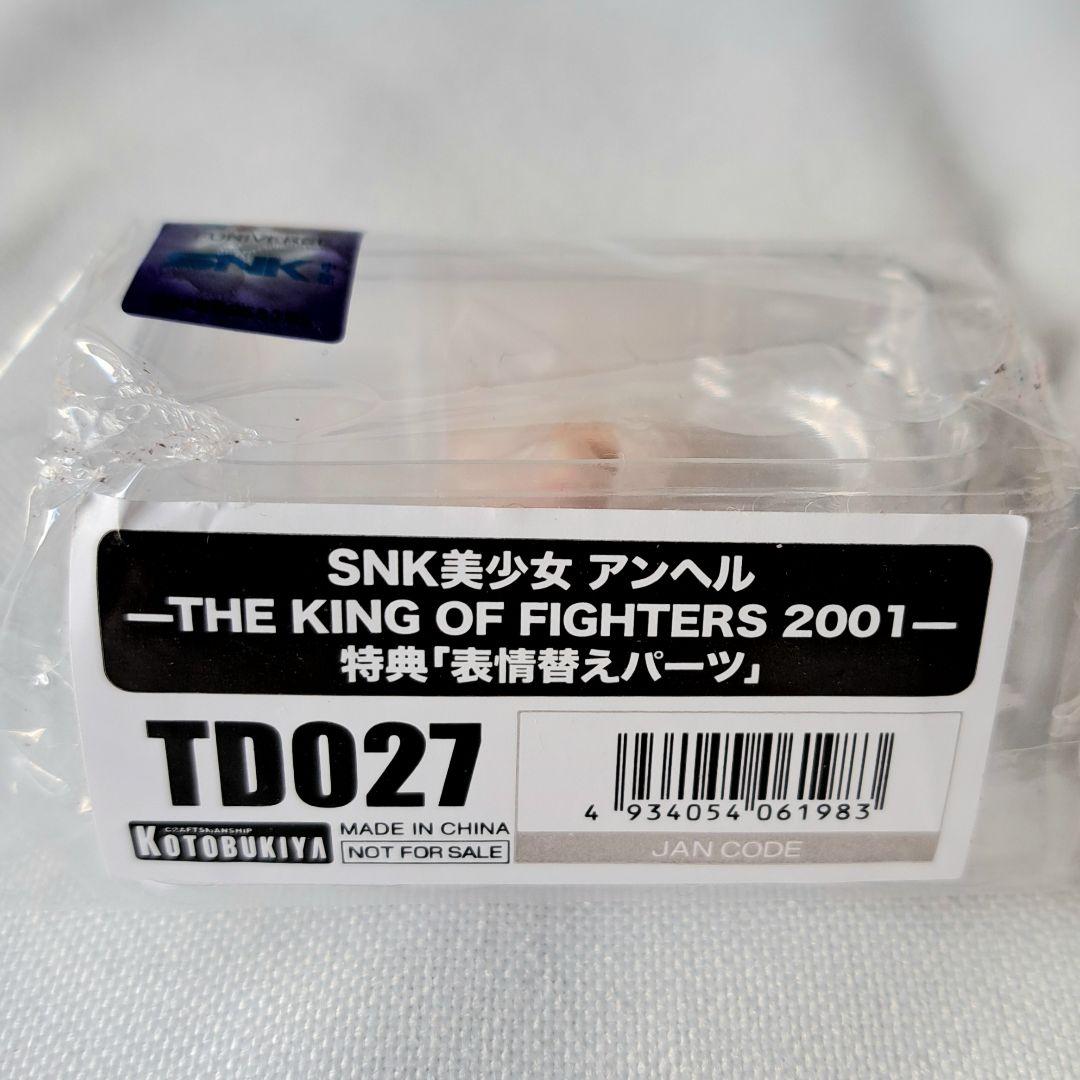 SNK
SNK美少女 アンヘル
—THE KING OF FIGHTERS 2001—
特典「表情替えパーツ」
TD027
4 934054 061983
CRAFTSMANSHIP
KOTOBUKIYA
MADE IN CHINA
NOT FOR SALE
JAN CODE